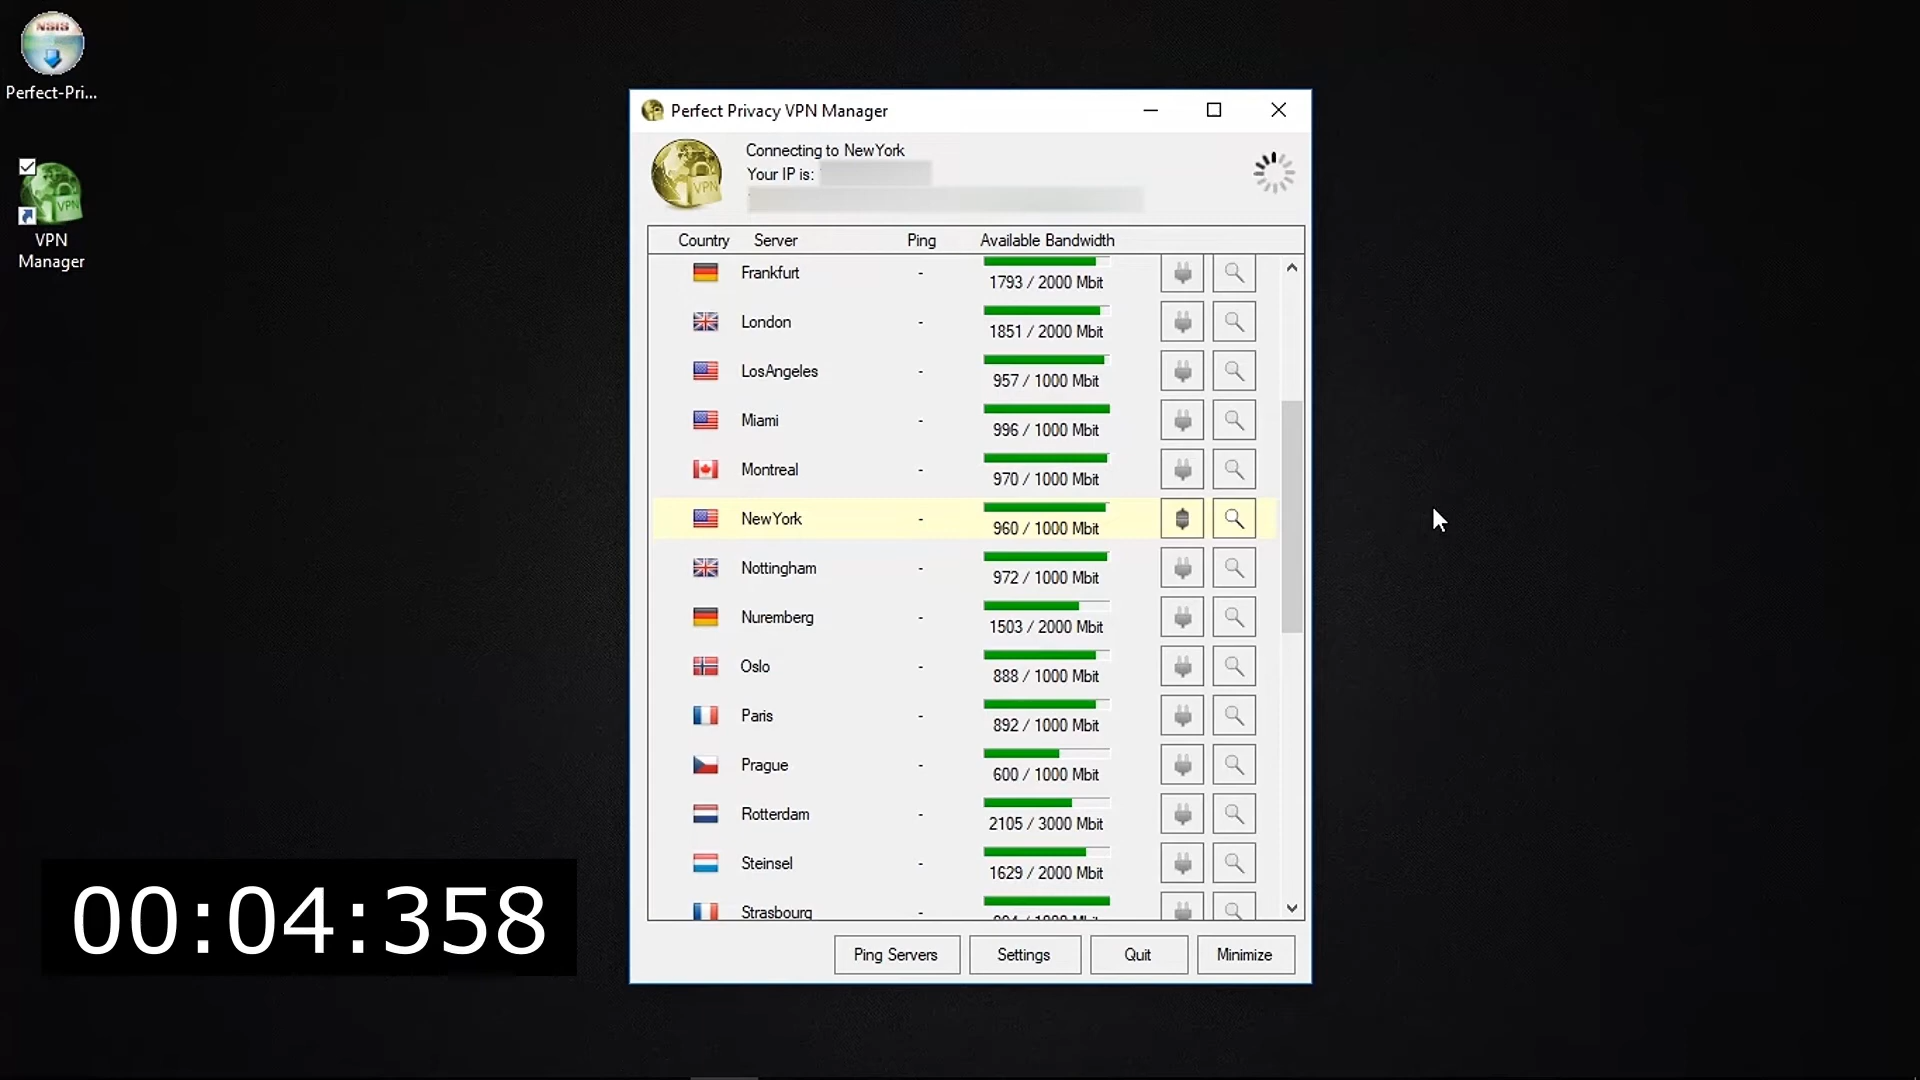 NSIS
Perfect-Pri...
VPN
VPN
Manager
Perfect Privacy VPN Manager
VPN
Connecting to NewYork
Your IP is:
Country Server Ping Available Bandwidth
Frankfurt - 1793 / 2000 Mbit
London - 1851 / 2000 Mbit
LosAngeles - 957 / 1000 Mbit
Miami - 996 / 1000 Mbit
Montreal - 970 / 1000 Mbit
NewYork - 960 / 1000 Mbit
Nottingham - 972 / 1000 Mbit
Nuremberg - 1503 / 2000 Mbit
Oslo - 888 / 1000 Mbit
Paris - 892 / 1000 Mbit
Prague - 600 / 1000 Mbit
Rotterdam - 2105 / 3000 Mbit
Steinsel - 1629 / 2000 Mbit
Strasbourg -
Ping Servers Settings Quit Minimize
00:04:358